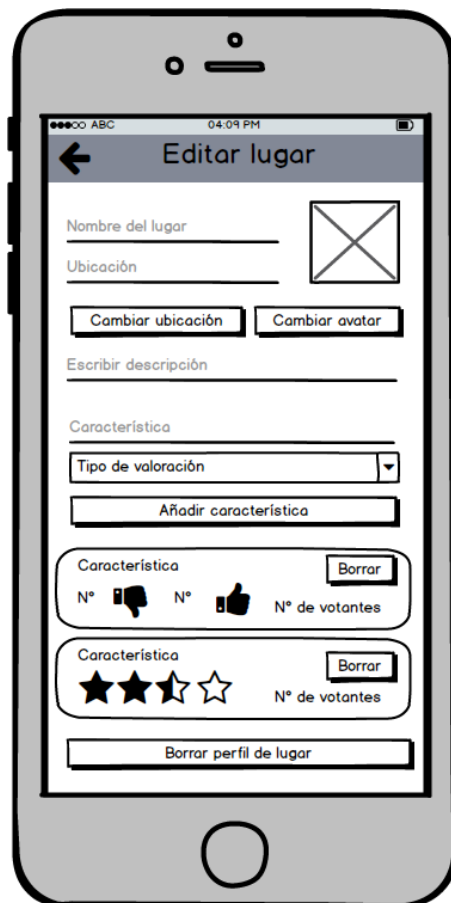 ABC 04:09 PM
Editar lugar
Nombre del lugar
Ubicación
Cambiar ubicación Cambiar avatar
Escribir descripción
Característica
Tipo de valoración
Añadir característica
Característica Borrar
Nº Nº Nº de votantes
Característica Borrar
Nº de votantes
Borrar perfil de lugar